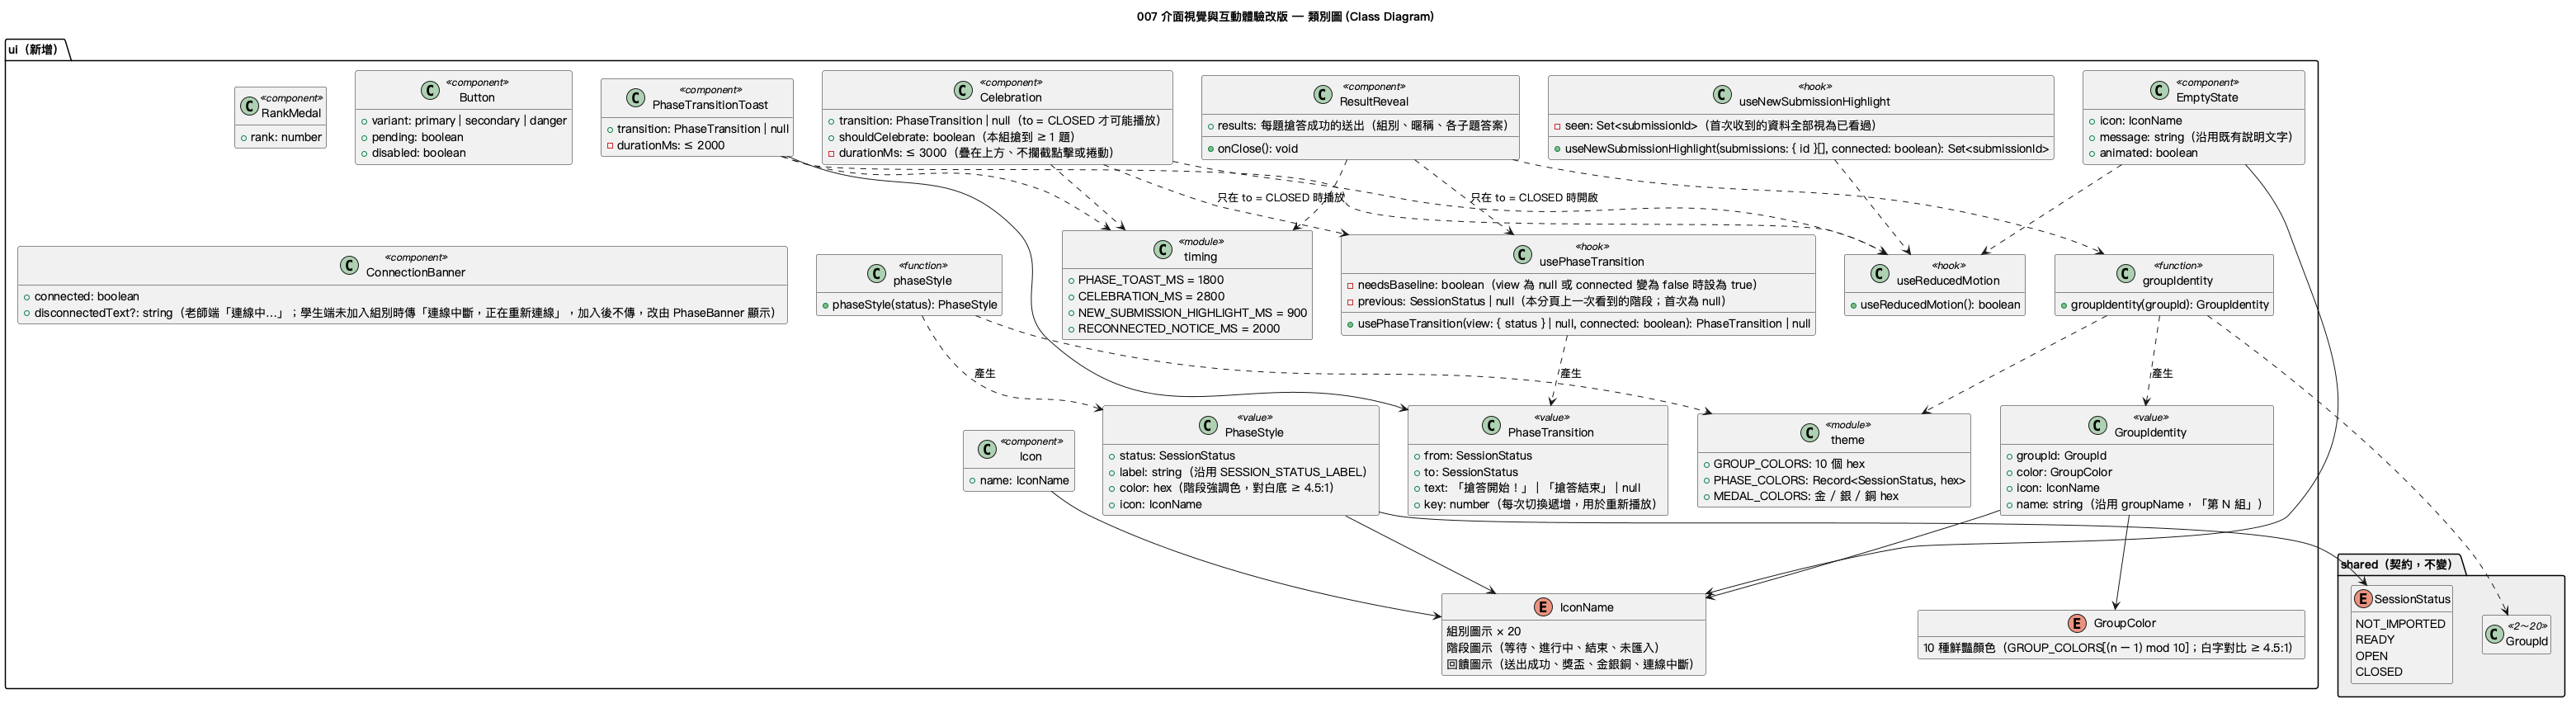 007 介面視覺與互動體驗改版 — 類別圖 (Class Diagram)
ui（新增）
«component»
RankMedal
rank: number
«component»
Button
variant: primary | secondary | danger
pending: boolean
disabled: boolean
«component»
PhaseTransitionToast
transition: PhaseTransition | null
durationMs: ≤ 2000
«component»
Celebration
transition: PhaseTransition | null（to = CLOSED 才可能播放）
shouldCelebrate: boolean（本組搶到 ≥ 1 題）
durationMs: ≤ 3000（疊在上方、不攔截點擊或捲動）
«component»
ResultReveal
results: 每題搶答成功的送出（組別、暱稱、各子題答案）
onClose(): void
«hook»
useNewSubmissionHighlight
seen: Set<submissionId>（首次收到的資料全部視為已看過）
useNewSubmissionHighlight(submissions: { id }[], connected: boolean): Set<submissionId>
«component»
EmptyState
icon: IconName
message: string（沿用既有說明文字）
animated: boolean
只在 to = CLOSED 時播放
只在 to = CLOSED 時開啟
«component»
ConnectionBanner
connected: boolean
disconnectedText?: string（老師端「連線中…」；學生端未加入組別時傳「連線中斷，正在重新連線」，加入後不傳，改由 PhaseBanner 顯示）
«function»
phaseStyle
phaseStyle(status): PhaseStyle
«module»
timing
PHASE_TOAST_MS = 1800
CELEBRATION_MS = 2800
NEW_SUBMISSION_HIGHLIGHT_MS = 900
RECONNECTED_NOTICE_MS = 2000
«hook»
usePhaseTransition
needsBaseline: boolean（view 為 null 或 connected 變為 false 時設為 true）
previous: SessionStatus | null（本分頁上一次看到的階段；首次為 null）
usePhaseTransition(view: { status } | null, connected: boolean): PhaseTransition | null
«hook»
useReducedMotion
useReducedMotion(): boolean
«function»
groupIdentity
groupIdentity(groupId): GroupIdentity
產生
產生
產生
«component»
Icon
name: IconName
«value»
PhaseStyle
status: SessionStatus
label: string（沿用 SESSION_STATUS_LABEL）
color: hex（階段強調色，對白底 ≥ 4.5:1）
icon: IconName
«value»
PhaseTransition
from: SessionStatus
to: SessionStatus
text: 「搶答開始！」 | 「搶答結束」 | null
key: number（每次切換遞增，用於重新播放）
«module»
theme
GROUP_COLORS: 10 個 hex
PHASE_COLORS: Record<SessionStatus, hex>
MEDAL_COLORS: 金 / 銀 / 銅 hex
«value»
GroupIdentity
groupId: GroupId
color: GroupColor
icon: IconName
name: string（沿用 groupName，「第 N 組」）
IconName
組別圖示 × 20
階段圖示（等待、進行中、結束、未匯入）
回饋圖示（送出成功、獎盃、金銀銅、連線中斷）
GroupColor
10 種鮮豔顏色（GROUP_COLORS[(n − 1) mod 10]；白字對比 ≥ 4.5:1）
shared（契約，不變）
SessionStatus
NOT_IMPORTED
READY
OPEN
CLOSED
«2~20»
GroupId